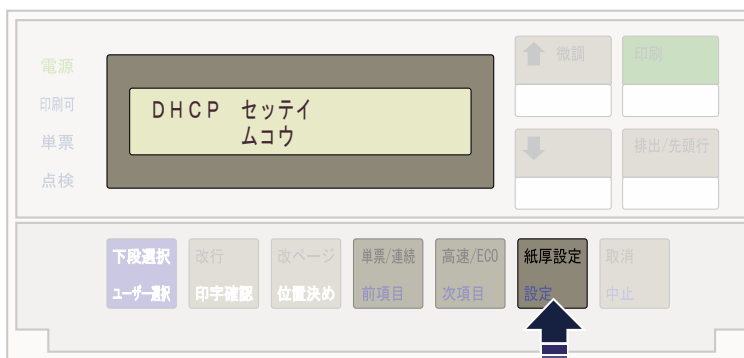 電源
印刷可
単票
点検
DHCP セッテイ
ムコウ
微調
印刷
排出/先頭行
下段選択
ユーザー選択
改行
印字確認
改ページ
位置決め
単票/連続
前項目
高速/ECO
次項目
紙厚設定
設定
取消
中止